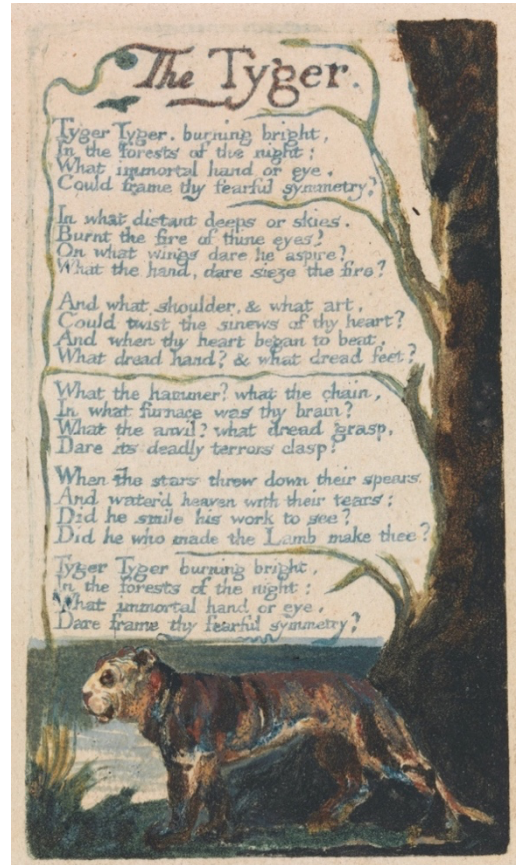 The Tyger.
Tyger Tyger. burning bright,
In the forests of the night:
What immortal hand or eye.
Could frame thy fearful symmetry?
In what distant deeps or skies.
Burnt the fire of thine eyes?
On what wings dare he aspire?
What the hand, dare sieze the fire?
And what shoulder, & what art,
Could twist the sinews of thy heart?
And when thy heart began to beat,
What dread hand? & what dread feet?
What the hammer? what the chain,
In what furnace was thy brain?
What the anvil? what dread grasp,
Dare its deadly terrors clasp!
When the stars threw down their spears
And water'd heaven with their tears:
Did he smile his work to see?
Did he who made the Lamb make thee?
Tyger Tyger burning bright,
In the forests of the night:
What immortal hand or eye,
Dare frame thy fearful symmetry?